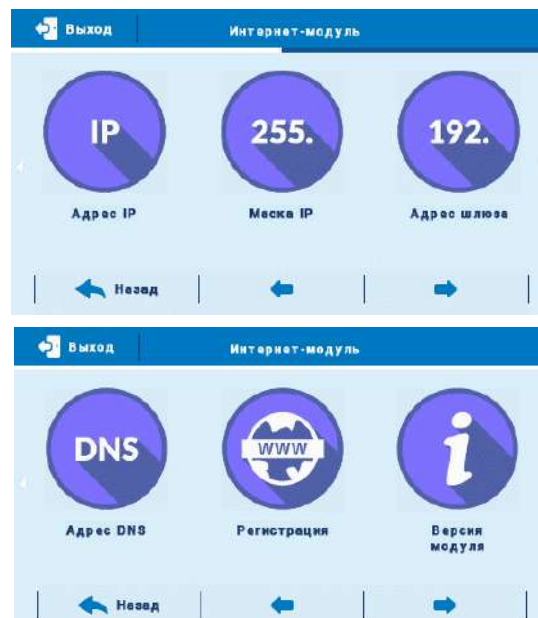 Выход Интернет-модуль
IP 255. 192.
Адрес IP Маска IP Адрес шлюза
Назад
Выход Интернет-модуль
DNS WWW i
Адрес DNS Регистрация Версия
модуля
Назад